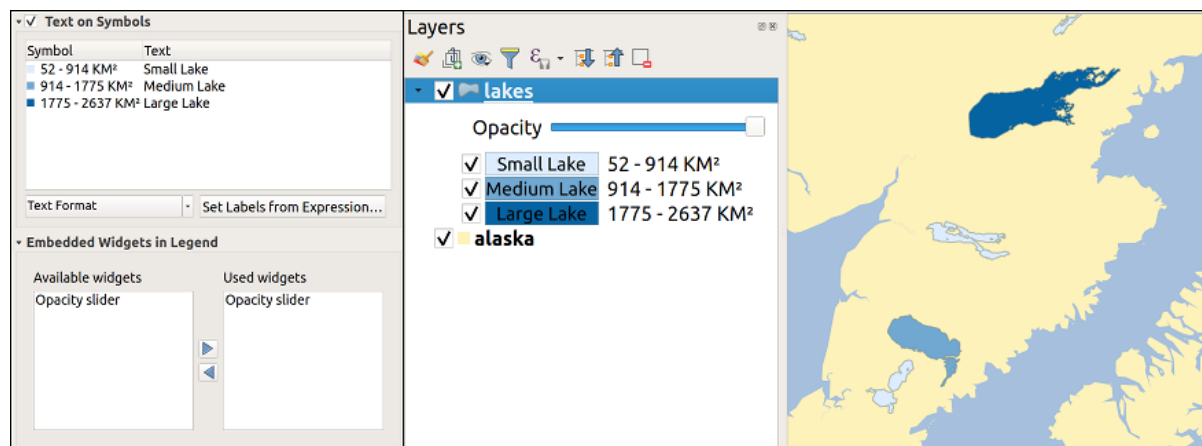 Text on Symbols
Symbol Text
52 - 914 KM² Small Lake
914 - 1775 KM² Medium Lake
1775 - 2637 KM² Large Lake
Text Format
Set Labels from Expression...
Embedded Widgets in Legend
Available widgets Used widgets
Opacity slider Opacity slider
Layers
lakes
Opacity
Small Lake 52 - 914 KM²
Medium Lake 914 - 1775 KM²
Large Lake 1775 - 2637 KM²
alaska